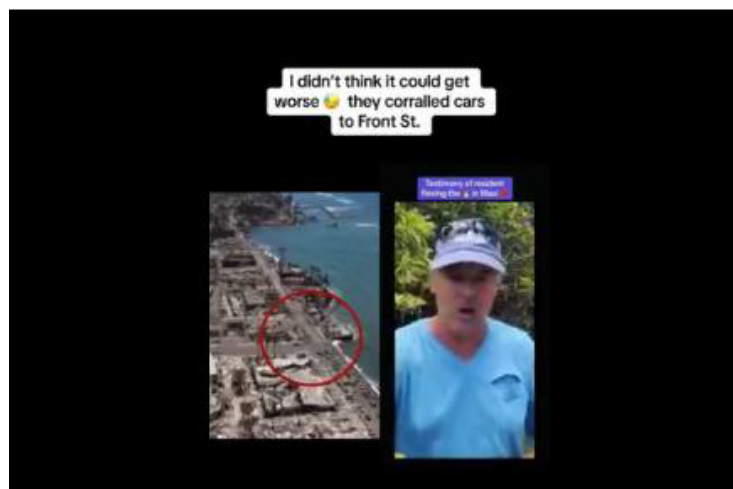 I didn't think it could get
worse 🤕 they corralled cars
to Front St.
Testimony of resident
fleeing the 🔥 in Maui